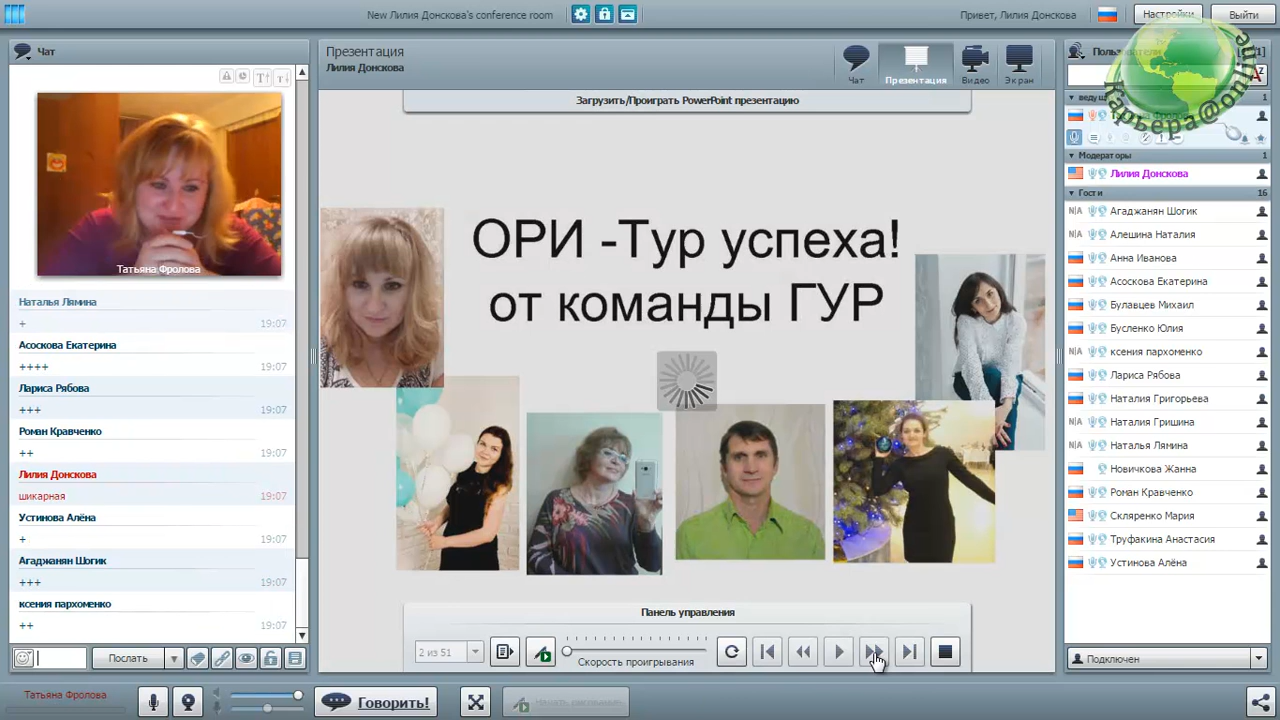 New Лилия Донскова's conference room
Привет, Лилия Донскова
Настройки
Выйти
Чат
Татьяна Фролова
Наталья Лямина
+ 19:07
Асоскова Екатерина
++++ 19:07
Лариса Рябова
+++ 19:07
Роман Кравченко
++ 19:07
Лилия Донскова
шикарная 19:07
Устинова Алёна
+ 19:07
Агаджанян Шогик
+++ 19:07
ксения пархоменко
++ 19:07
Послать
Презентация
Лилия Донскова
Чат
Презентация
Видео
Экран
Загрузить/Проиграть PowerPoint презентацию
ОРИ -Тур успеха!
от команды ГУР
Панель управления
2 из 51
Скорость проигрывания
карьера@online
1
Модераторы 1
Лилия Донскова
Гости 16
N/A Агаджанян Шогик
N/A Алешина Наталия
Анна Иванова
Асоскова Екатерина
Булавцев Михаил
Бусленко Юлия
N/A ксения пархоменко
Лариса Рябова
Наталия Григорьева
N/A Наталия Гришина
N/A Наталья Лямина
Новичкова Жанна
Роман Кравченко
Скляренко Мария
Труфакина Анастасия
Устинова Алёна
Подключен
Татьяна Фролова
Говорить!